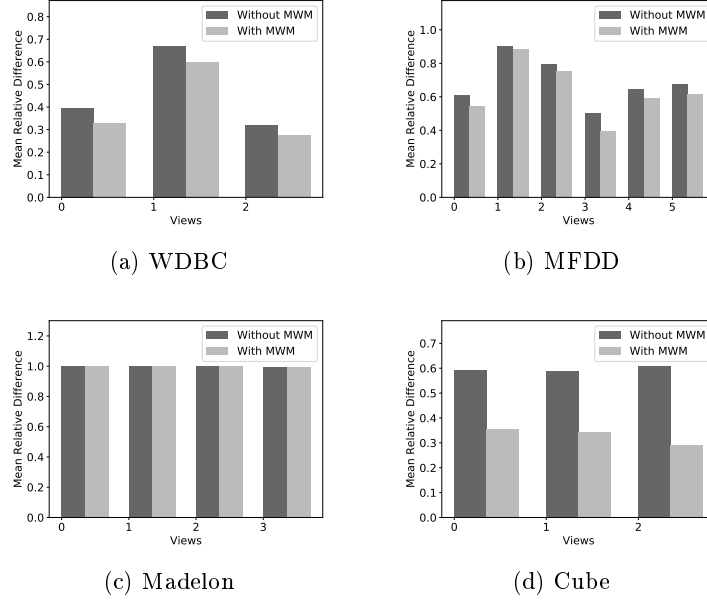 0.8
0.7
0.6
0.5
0.4
0.3
0.2
0.1
0.0
Mean Relative Difference
Without MWM
With MWM
0 1 2
Views
(a) WDBC
1.0
0.8
0.6
0.4
0.2
0.0
Mean Relative Difference
Without MWM
With MWM
0 1 2 3 4 5
Views
(b) MFDD
1.2
1.0
0.8
0.6
0.4
0.2
0.0
Mean Relative Difference
Without MWM
With MWM
0 1 2 3
Views
(c) Madelon
0.7
0.6
0.5
0.4
0.3
0.2
0.1
0.0
Mean Relative Difference
Without MWM
With MWM
0 1 2
Views
(d) Cube